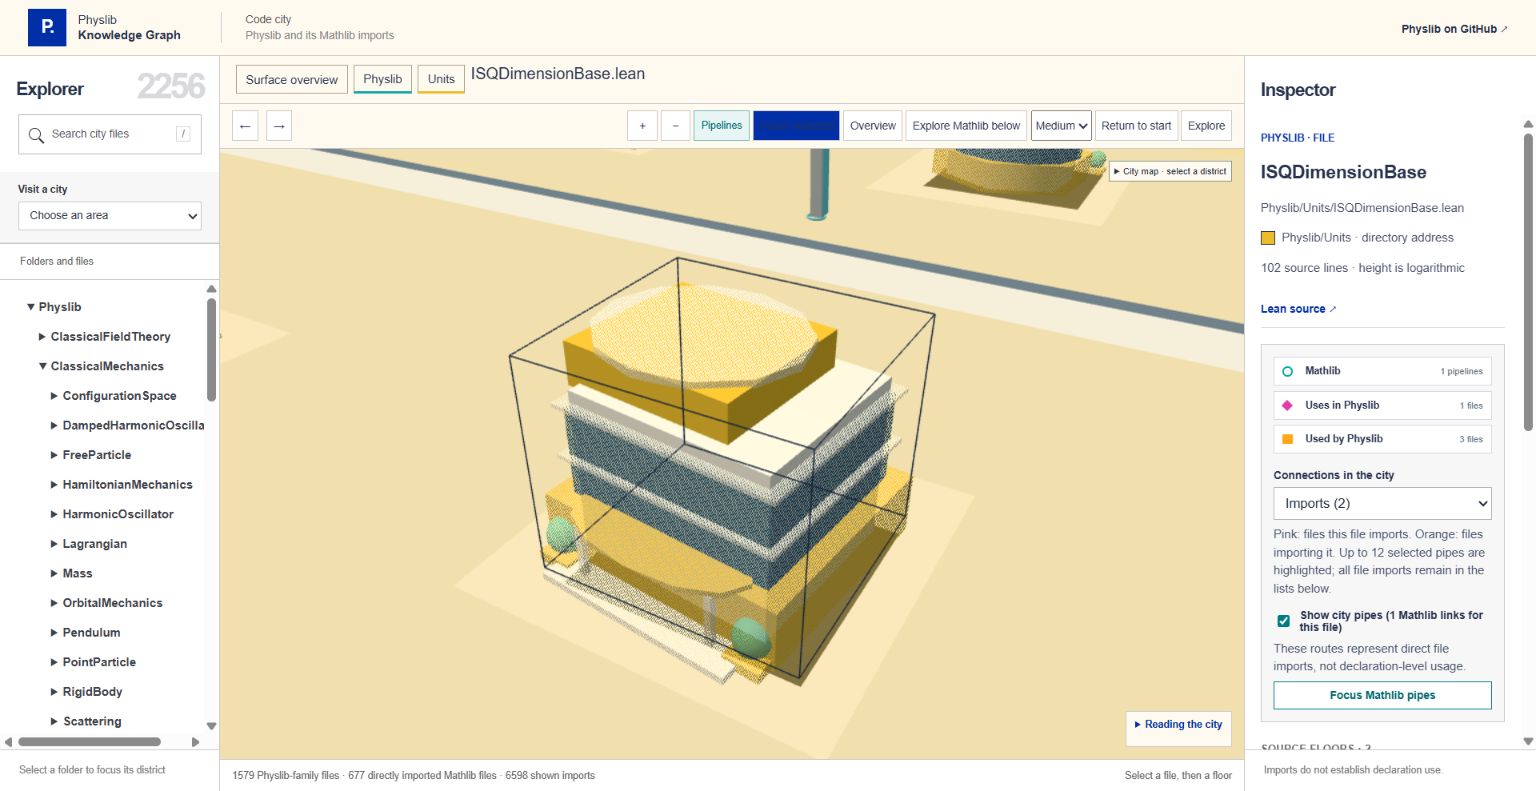 P.
Physlib
Knowledge Graph
Code city
Physlib and its Mathlib imports
Physlib on GitHub ↗
Explorer
2256
Search city files
/
Visit a city
Choose an area
Folders and files
▼ Physlib
▶ ClassicalFieldTheory
▼ ClassicalMechanics
▶ ConfigurationSpace
▶ DampedHarmonicOscilla
▶ FreeParticle
▶ HamiltonianMechanics
▶ HarmonicOscillator
▶ Lagrangian
▶ Mass
▶ OrbitalMechanics
▶ Pendulum
▶ PointParticle
▶ RigidBody
▶ Scattering
Select a folder to focus its district
Surface overview
Physlib
Units
ISQDimensionBase.lean
←
→
+
−
Pipelines
Overview
Explore Mathlib below
Medium
Return to start
Explore
▶ City map · select a district
▶ Reading the city
1579 Physlib-family files · 677 directly imported Mathlib files · 6598 shown imports
Select a file, then a floor
Inspector
PHYSLIB · FILE
ISQDimensionBase
Physlib/Units/ISQDimensionBase.lean
Physlib/Units · directory address
102 source lines · height is logarithmic
Lean source ↗
Mathlib
1 pipelines
Uses in Physlib
1 files
Used by Physlib
3 files
Connections in the city
Imports (2)
Pink: files this file imports. Orange: files
importing it. Up to 12 selected pipes are
highlighted; all file imports remain in the
lists below.
Show city pipes (1 Mathlib links for
this file)
These routes represent direct file
imports, not declaration-level usage.
Focus Mathlib pipes
Imports do not establish declaration use.